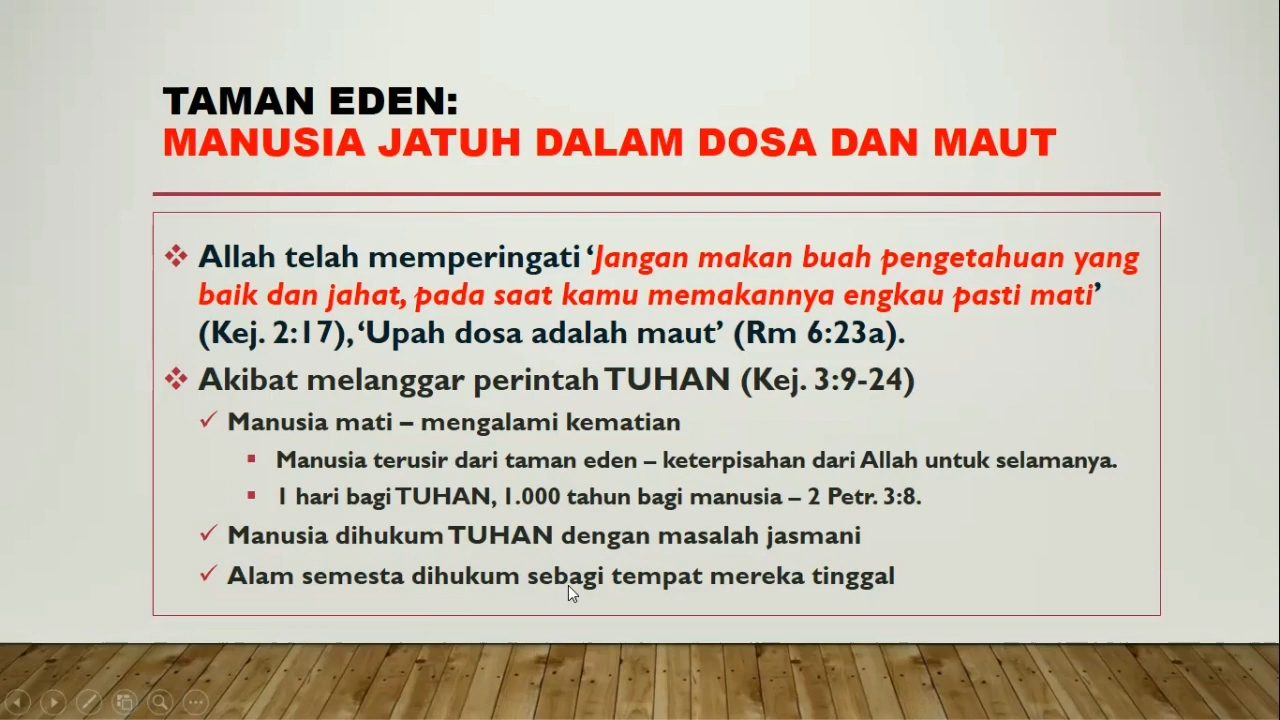 TAMAN EDEN:
MANUSIA JATUH DALAM DOSA DAN MAUT
Allah telah memperingati ‘Jangan makan buah pengetahuan yang
baik dan jahat, pada saat kamu memakannya engkau pasti mati’
(Kej. 2:17), ‘Upah dosa adalah maut’ (Rm 6:23a).
Akibat melanggar perintah TUHAN (Kej. 3:9-24)
Manusia mati – mengalami kematian
Manusia terusir dari taman eden – keterpisahan dari Allah untuk selamanya.
1 hari bagi TUHAN, 1.000 tahun bagi manusia – 2 Petr. 3:8.
Manusia dihukum TUHAN dengan masalah jasmani
Alam semesta dihukum sebagi tempat mereka tinggal